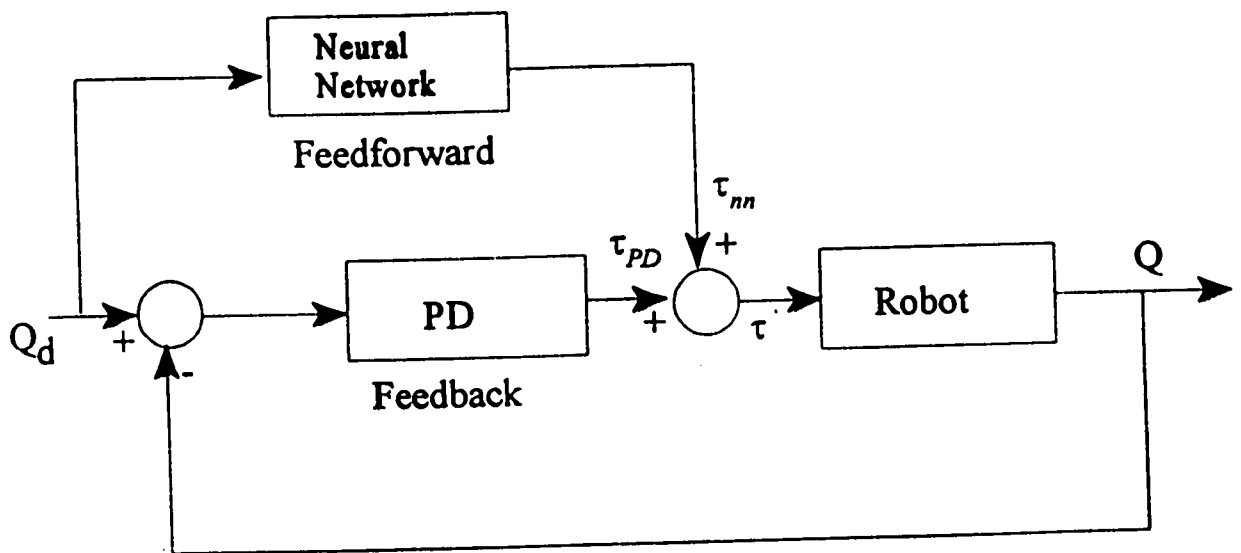 Neural
Network
Feedforward
τnn
+
τPD
+
τ
Qd
+
-
PD
Feedback
Robot
Q